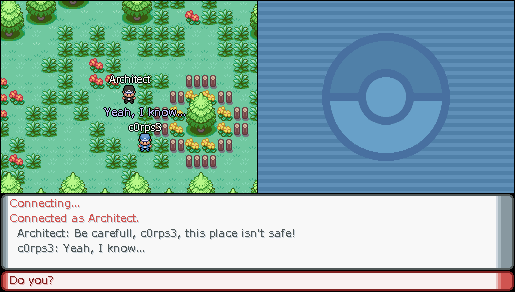 Architect
Yeah, I know...
c0rps3
Connecting...
Connected as Architect.
Architect: Be carefull, c0rps3, this place isn't safe!
c0rps3: Yeah, I know...
Do you?